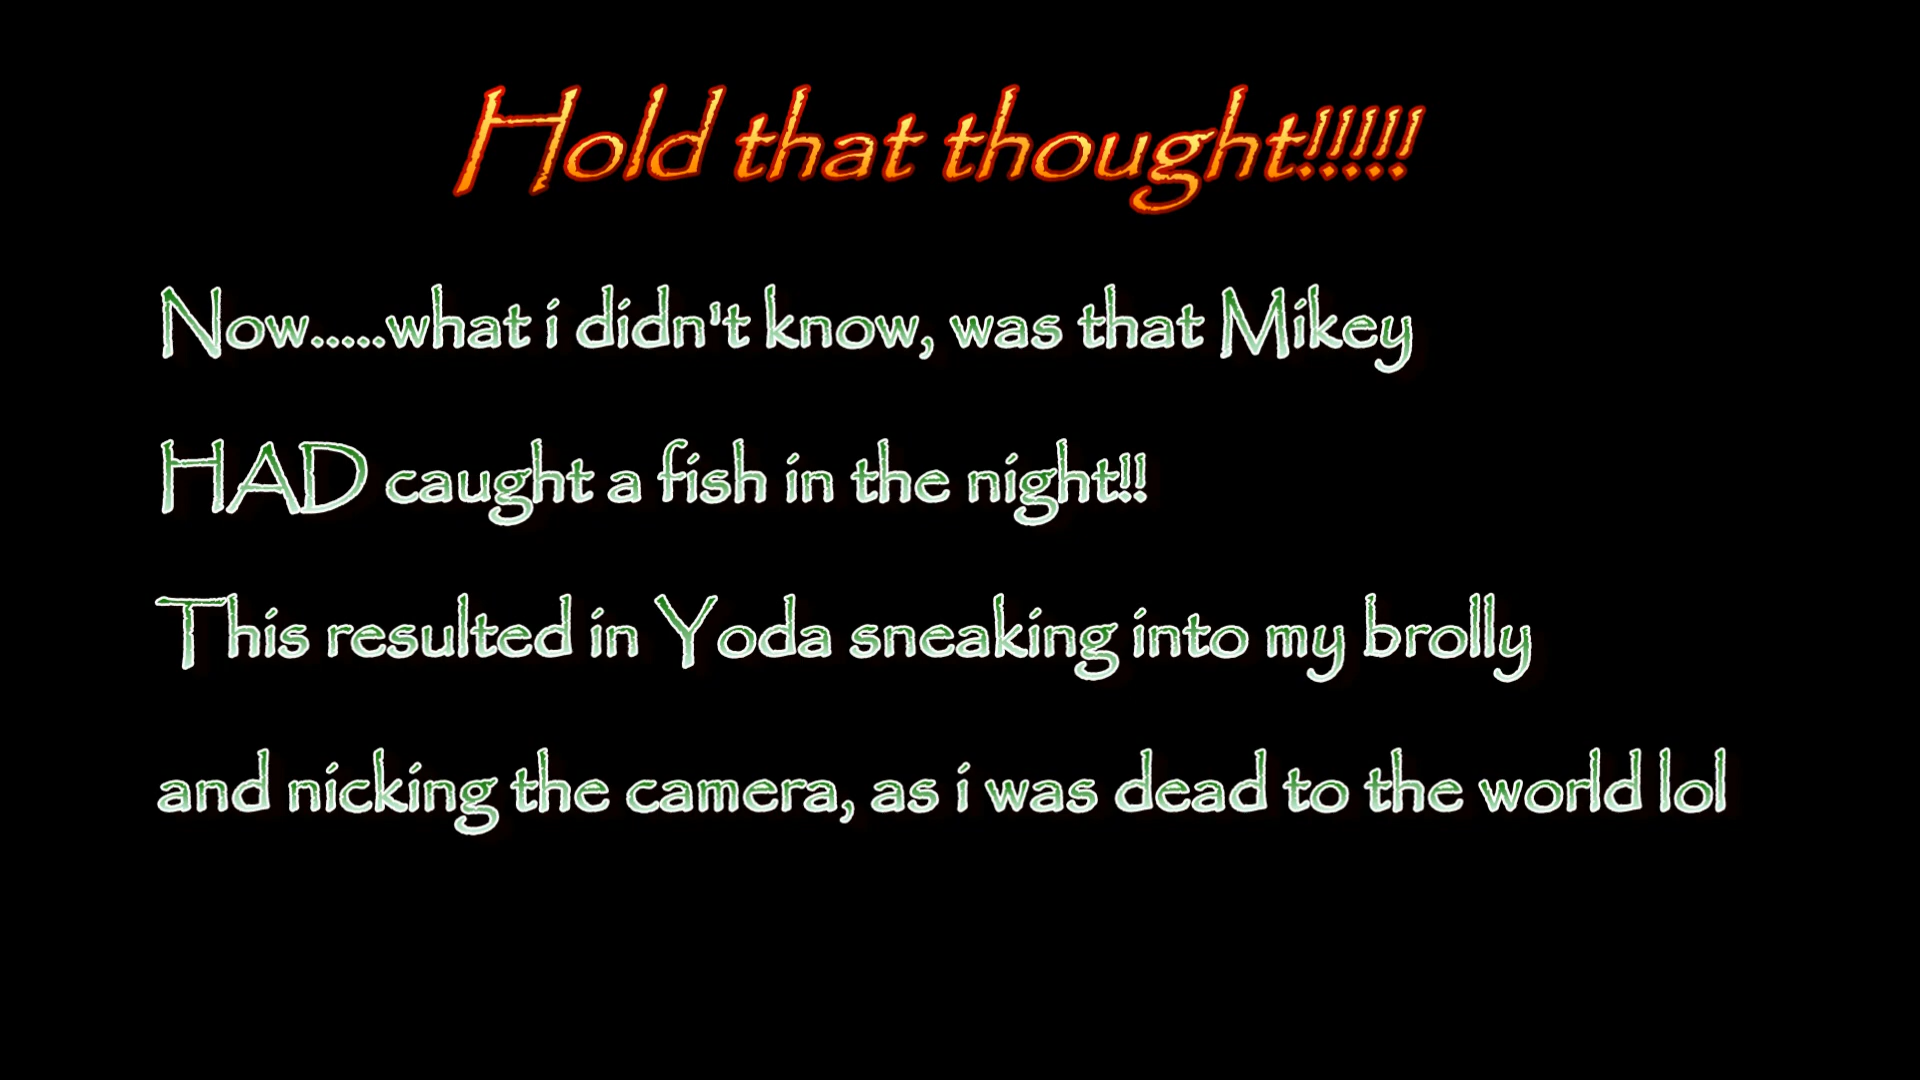 Hold that thought!!!!!
Now.....what i didn't know, was that Mikey
HAD caught a fish in the night!!
This resulted in Yoda sneaking into my brolly
and nicking the camera, as i was dead to the world lol